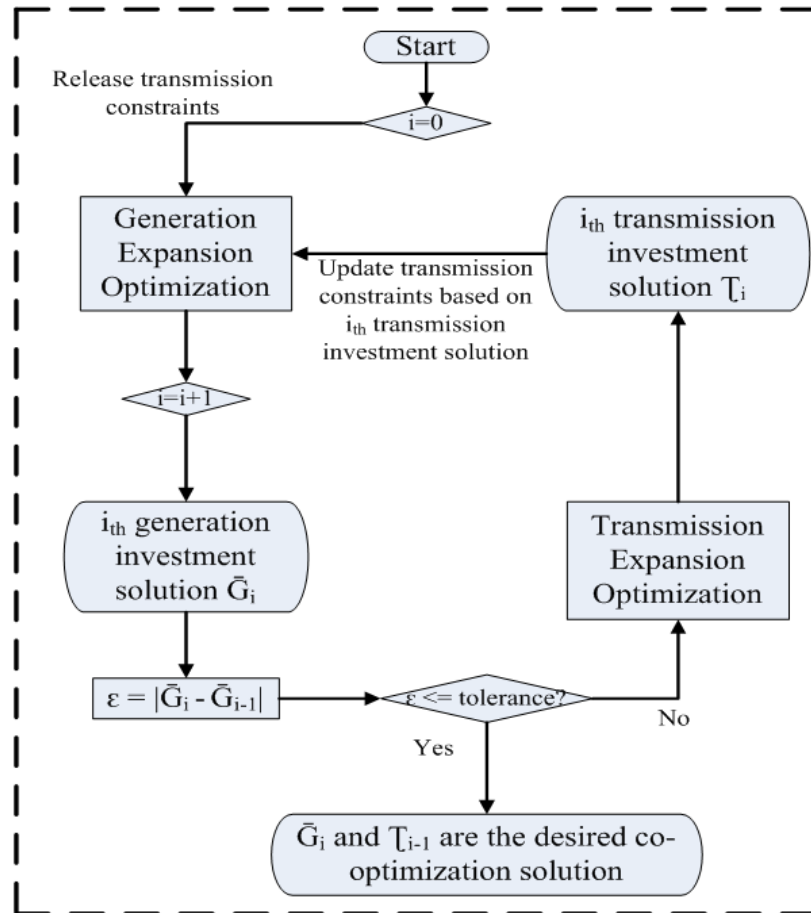 Start
Release transmission
constraints
i=0
Generation
Expansion
Optimization
i=i+1
iₜₕ generation
investment
solution Ḡᵢ
ε = |Ḡᵢ - Ḡᵢ₋₁|
ε <= tolerance?
No
Yes
Transmission
Expansion
Optimization
iₜₕ transmission
investment
solution Ʈᵢ
Update transmission
constraints based on
iₜₕ transmission
investment solution
Ḡᵢ and Ʈᵢ₋₁ are the desired co-
optimization solution